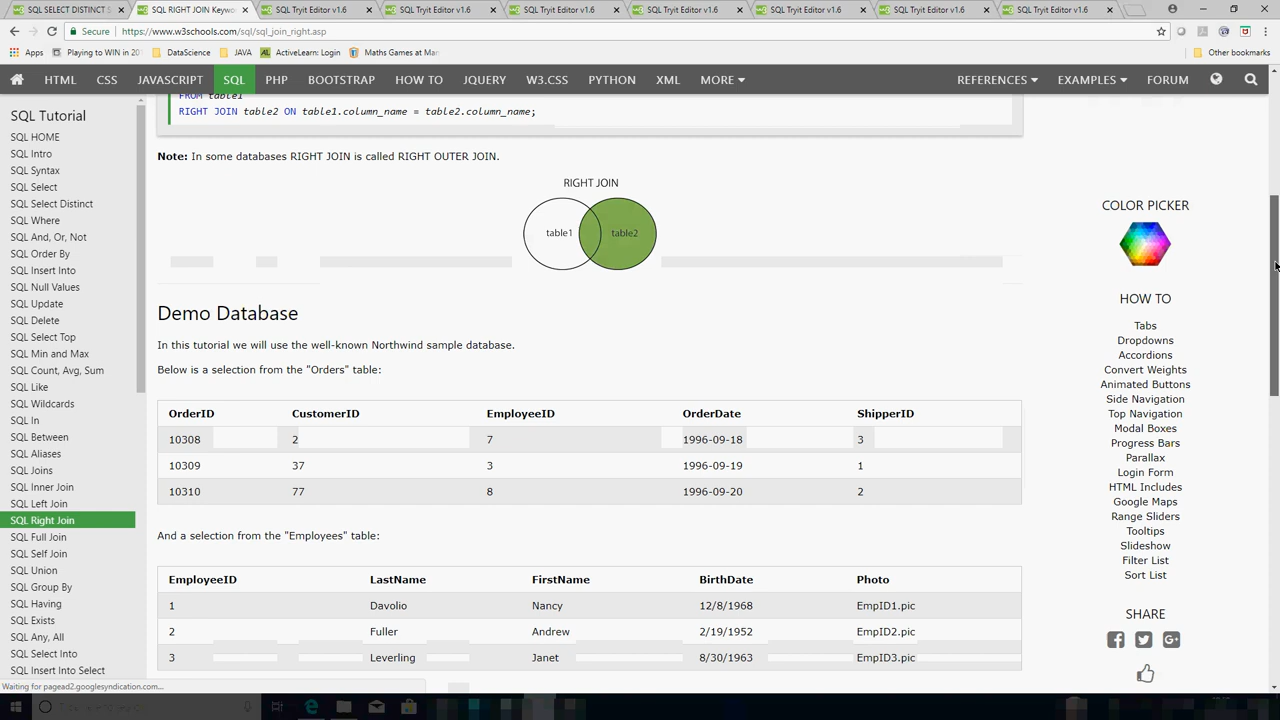 SQL SELECT DISTINCT S
SQL RIGHT JOIN Keywo
SQL Tryit Editor v1.6
SQL Tryit Editor v1.6
SQL Tryit Editor v1.6
SQL Tryit Editor v1.6
SQL Tryit Editor v1.6
SQL Tryit Editor v1.6
SQL Tryit Editor v1.6
Secure
https://www.w3schools.com/sql/sql_join_right.asp
Apps
Playing to WIN in 20
DataScience
JAVA
ActiveLearn: Login
Maths Games at Mar
Other bookmarks
HTML CSS JAVASCRIPT SQL PHP BOOTSTRAP HOW TO JQUERY W3.CSS PYTHON XML MORE REFERENCES EXAMPLES FORUM
SQL Tutorial
SQL HOME
SQL Intro
SQL Syntax
SQL Select
SQL Select Distinct
SQL Where
SQL And, Or, Not
SQL Order By
SQL Insert Into
SQL Null Values
SQL Update
SQL Delete
SQL Select Top
SQL Min and Max
SQL Count, Avg, Sum
SQL Like
SQL Wildcards
SQL In
SQL Between
SQL Aliases
SQL Joins
SQL Inner Join
SQL Left Join
SQL Right Join
SQL Full Join
SQL Self Join
SQL Union
SQL Group By
SQL Having
SQL Exists
SQL Any, All
SQL Select Into
SQL Insert Into Select
FROM table1
RIGHT JOIN table2 ON table1.column_name = table2.column_name;
Note: In some databases RIGHT JOIN is called RIGHT OUTER JOIN.
RIGHT JOIN
table1 table2
Demo Database
In this tutorial we will use the well-known Northwind sample database.
Below is a selection from the "Orders" table:
OrderID CustomerID EmployeeID OrderDate ShipperID
10308 2 7 1996-09-18 3
10309 37 3 1996-09-19 1
10310 77 8 1996-09-20 2
And a selection from the "Employees" table:
EmployeeID LastName FirstName BirthDate Photo
1 Davolio Nancy 12/8/1968 EmpID1.pic
2 Fuller Andrew 2/19/1952 EmpID2.pic
3 Leverling Janet 8/30/1963 EmpID3.pic
COLOR PICKER
HOW TO
Tabs
Dropdowns
Accordions
Convert Weights
Animated Buttons
Side Navigation
Top Navigation
Modal Boxes
Progress Bars
Parallax
Login Form
HTML Includes
Google Maps
Range Sliders
Tooltips
Slideshow
Filter List
Sort List
SHARE
Waiting for pagead2.googlesyndication.com...